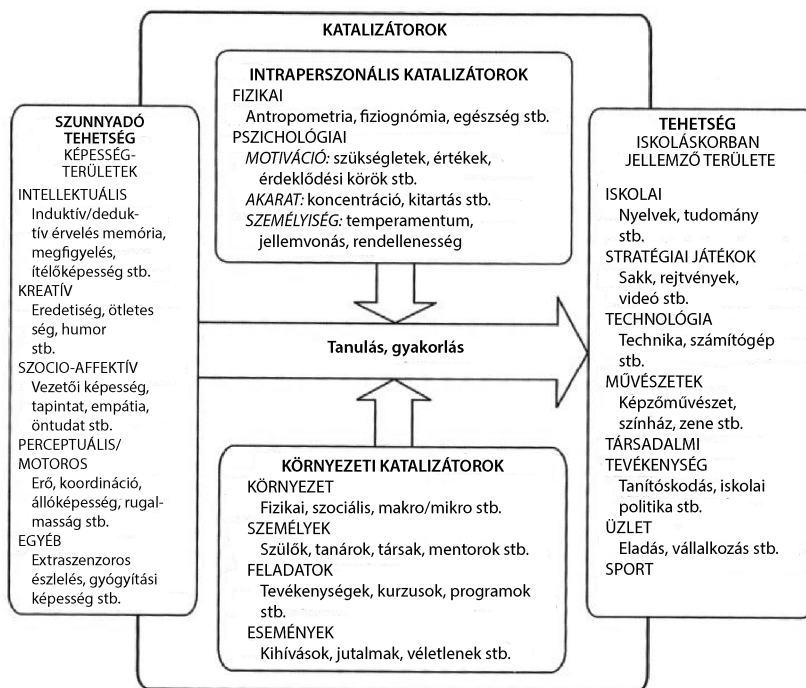 KATALIZÁTOROK
SZUNNYADÓ
TEHETSÉG
KÉPESSÉG-
TERÜLETEK
INTELLEKTUÁLIS
Induktív/deduk-
tív érvelés memória,
megfigyelés,
ítélőképesség stb.
KREATÍV
Eredetiség, ötletes
ség, humor
stb.
SZOCIO-AFFEKTÍV
Vezetői képesség,
tapintat, empátia,
öntudat stb.
PERCEPTUÁLIS/
MOTOROS
Erő, koordináció,
állóképesség, rugal-
masság stb.
EGYÉB
Extraszenzoros
észlelés, gyógyítási
képesség stb.
INTRAPERSZONÁLIS KATALIZÁTOROK
FIZIKAI
Antropometria, fiziognómia, egészség stb.
PSZICHOLÓGIAI
MOTIVÁCIÓ: szükségletek, értékek,
érdeklődési körök stb.
AKARAT: koncentráció, kitartás stb.
SZEMÉLYISÉG: temperamentum,
jellemvonás, rendellenesség
Tanulás, gyakorlás
KÖRNYEZETI KATALIZÁTOROK
KÖRNYEZET
Fizikai, szociális, makro/mikro stb.
SZEMÉLYEK
Szülők, tanárok, társak, mentorok stb.
FELADATOK
Tevékenységek, kurzusok, programok
stb.
ESEMÉNYEK
Kihívások, jutalmak, véletlenek stb.
TEHETSÉG
ISKOLÁSKORBAN
JELLEMZŐ TERÜLETE
ISKOLAI
Nyelvek, tudomány
stb.
STRATÉGIAI JÁTÉKOK
Sakk, rejtvények,
videó stb.
TECHNOLÓGIA
Technika, számítógép
stb.
MŰVÉSZETEK
Képzőművészet,
színház, zene stb.
TÁRSADALMI
TEVÉKENYSÉG
Tanítóskodás, iskolai
politika stb.
ÜZLET
Eladás, vállalkozás stb.
SPORT